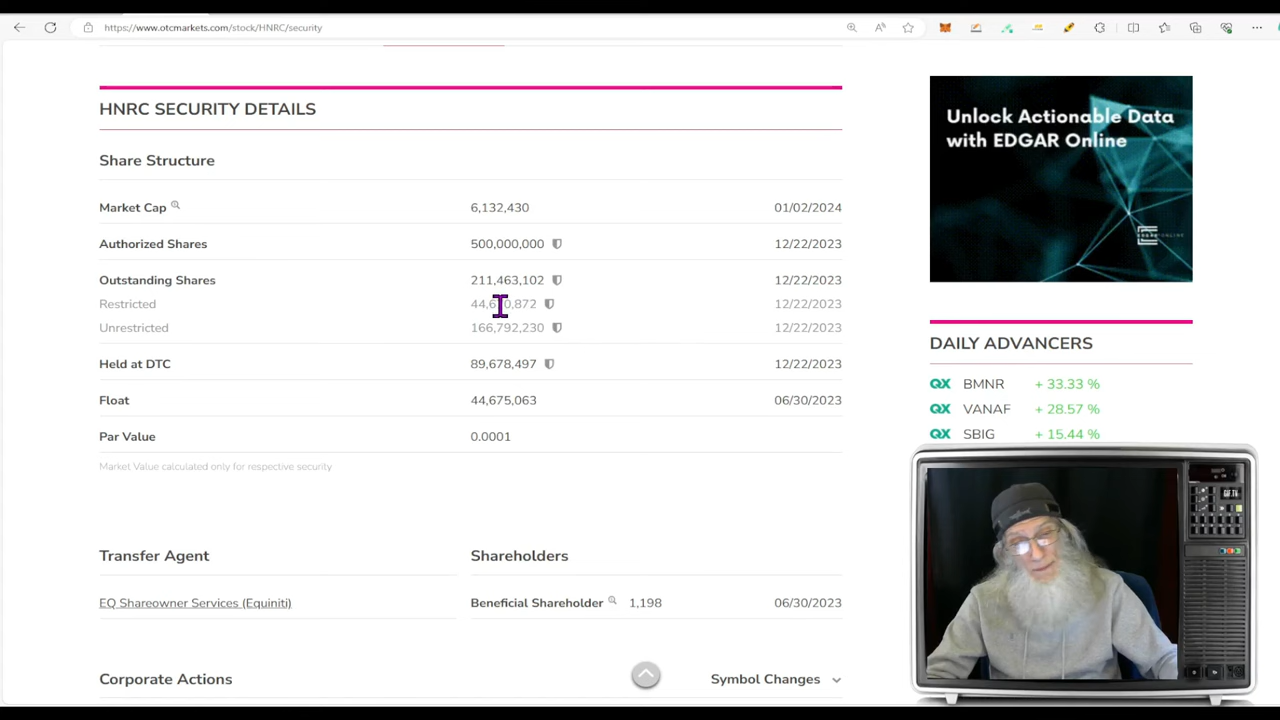 https://www.otcmarkets.com/stock/HNRC/security
HNRC SECURITY DETAILS
Share Structure
Market Cap 6,132,430 01/02/2024
Authorized Shares 500,000,000 12/22/2023
Outstanding Shares 211,463,102 12/22/2023
Restricted 44,670,872 12/22/2023
Unrestricted 166,792,230 12/22/2023
Held at DTC 89,678,497 12/22/2023
Float 44,675,063 06/30/2023
Par Value 0.0001
Market Value calculated only for respective security
Transfer Agent
EQ Shareowner Services (Equiniti)
Shareholders
Beneficial Shareholder 1,198 06/30/2023
Corporate Actions
Symbol Changes
Unlock Actionable Data
with EDGAR Online
DAILY ADVANCERS
QX BMNR + 33.33 %
QX VANAF + 28.57 %
QX SBIG + 15.44 %